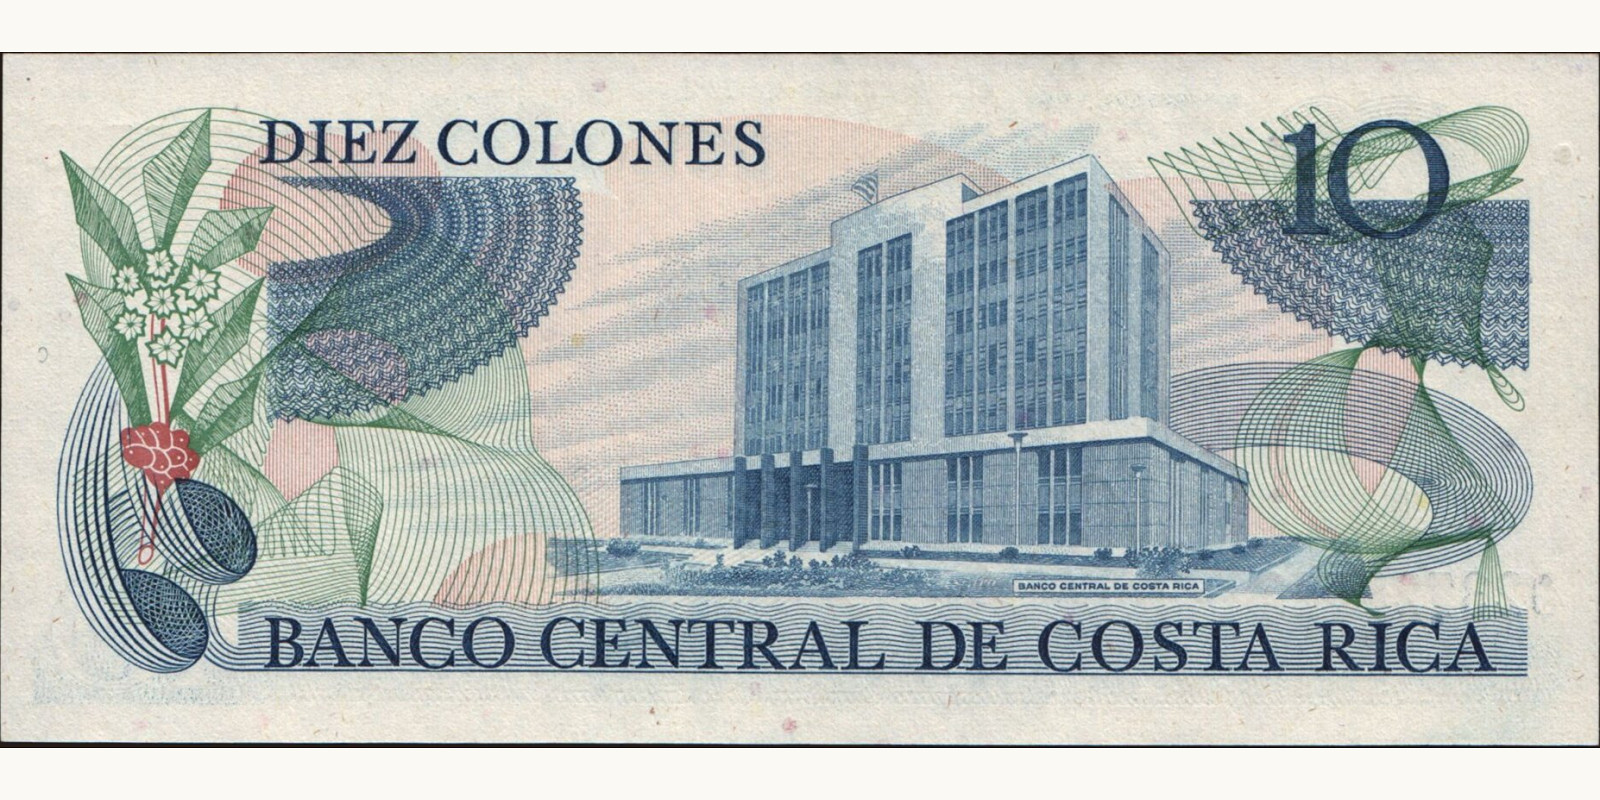 DIEZ COLONES
10
BANCO CENTRAL DE COSTA RICA
BANCO CENTRAL DE COSTA RICA